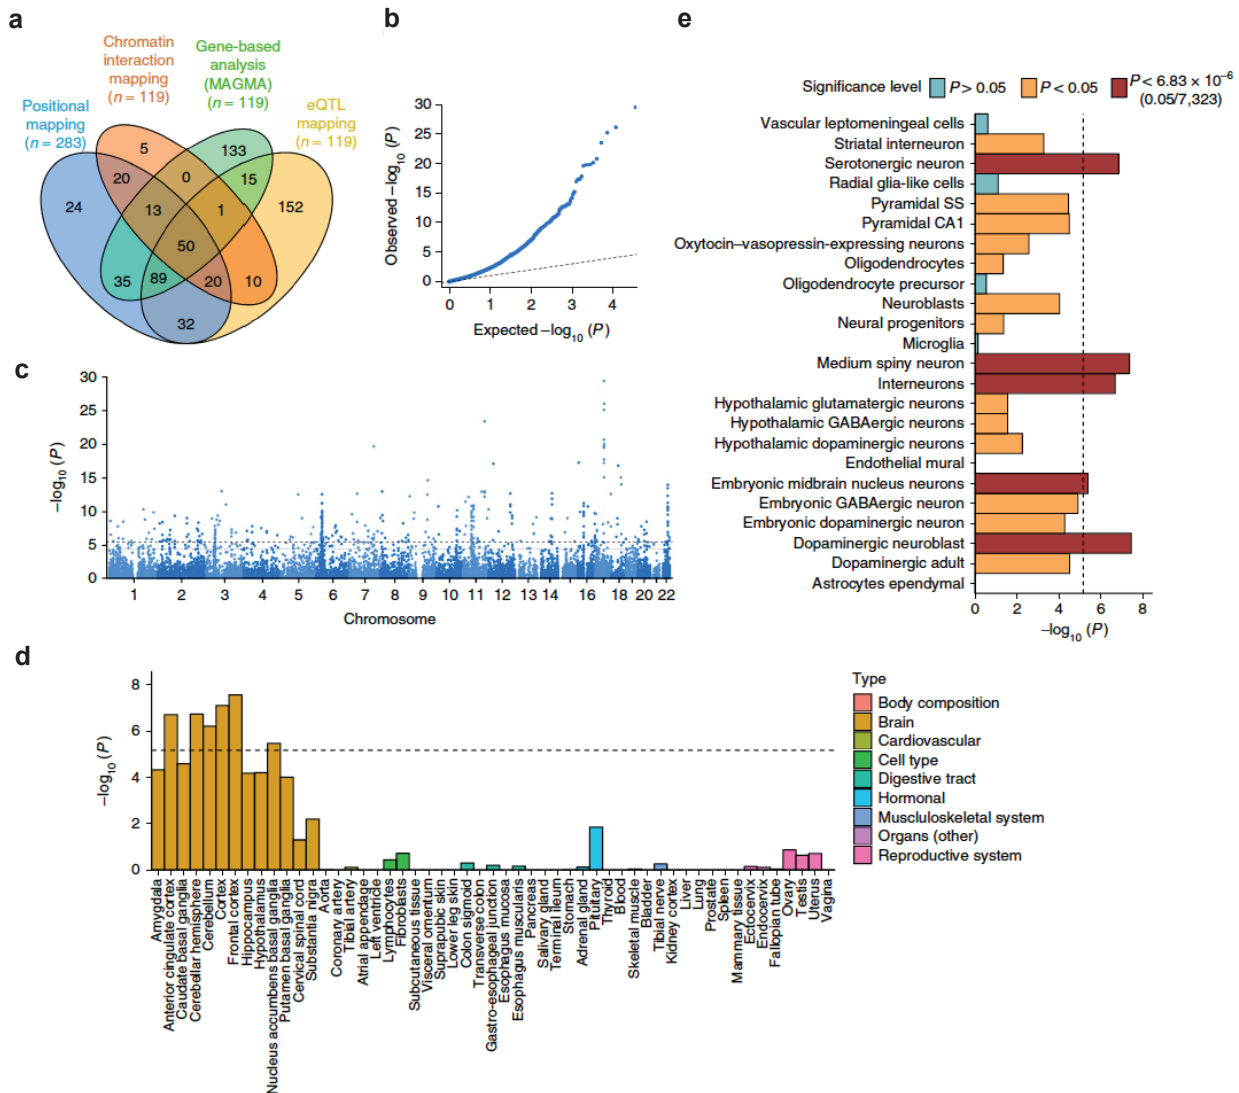 a
Chromatin
interaction
mapping
(n = 119)
Gene-based
analysis
(MAGMA)
(n = 119)
Positional
mapping
(n = 283)
eQTL
mapping
(n = 119)
5
133
20
0
15
24
13
1
152
50
35
89
20
10
32
b
Observed –log10 (P)
30
25
20
15
10
5
0
0 1 2 3 4
Expected –log10 (P)
c
–log10 (P)
30
25
20
15
10
5
0
1 2 3 4 5 6 7 8 9 10 11 12 13 14 16 18 20 22
Chromosome
d
–log10 (P)
8
6
4
2
0
Amygdala
Anterior cingulate cortex
Caudate basal ganglia
Cerebellar hemisphere
Cerebellum
Cortex
Frontal cortex
Hippocampus
Hypothalamus
Nucleus accumbens basal ganglia
Putamen basal ganglia
Cervical spinal cord
Substantia nigra
Aorta
Coronary artery
Tibial artery
Atrial appendage
Left ventricle
Lymphocytes
Fibroblasts
Subcutaneous tissue
Visceral omentum
Suprapubic skin
Lower leg skin
Colon sigmoid
Transverse colon
Gastro-esophageal junction
Esophagus mucosa
Esophagus muscularis
Pancreas
Salivary gland
Terminal ileum
Stomach
Adrenal gland
Pituitary
Thyroid
Blood
Skeletal muscle
Bladder
Tibial nerve
Kidney cortex
Liver
Lung
Prostate
Spleen
Mammary tissue
Ectocervix
Endocervix
Fallopian tube
Ovary
Testis
Uterus
Vagina
Type
Body composition
Brain
Cardiovascular
Cell type
Digestive tract
Hormonal
Muscluloskeletal system
Organs (other)
Reproductive system
e
Significance level P > 0.05 P < 0.05 P < 6.83 × 10⁻⁶
(0.05/7,323)
Vascular leptomeningeal cells
Striatal interneuron
Serotonergic neuron
Radial glia-like cells
Pyramidal SS
Pyramidal CA1
Oxytocin–vasopressin-expressing neurons
Oligodendrocytes
Oligodendrocyte precursor
Neuroblasts
Neural progenitors
Microglia
Medium spiny neuron
Interneurons
Hypothalamic glutamatergic neurons
Hypothalamic GABAergic neurons
Hypothalamic dopaminergic neurons
Endothelial mural
Embryonic midbrain nucleus neurons
Embryonic GABAergic neuron
Embryonic dopaminergic neuron
Dopaminergic neuroblast
Dopaminergic adult
Astrocytes ependymal
0 2 4 6 8
–log10 (P)